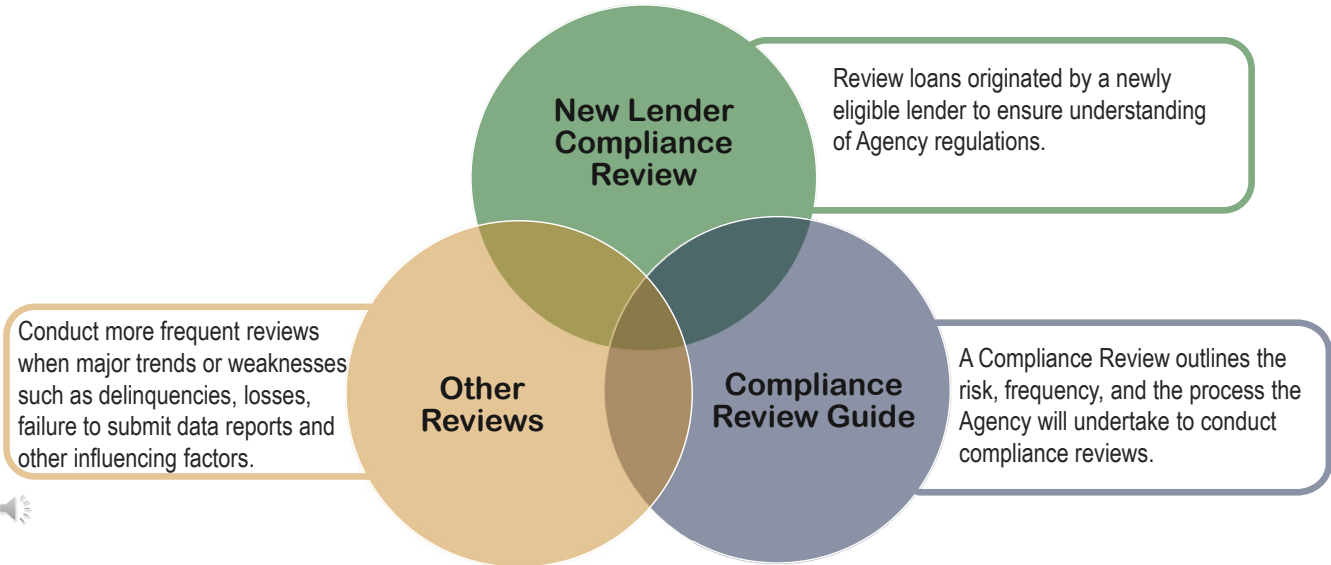 New Lender
Compliance
Review
Review loans originated by a newly
eligible lender to ensure understanding
of Agency regulations.
Conduct more frequent reviews
when major trends or weaknesses
such as delinquencies, losses,
failure to submit data reports and
other influencing factors.
Other
Reviews
Compliance
Review Guide
A Compliance Review outlines the
risk, frequency, and the process the
Agency will undertake to conduct
compliance reviews.